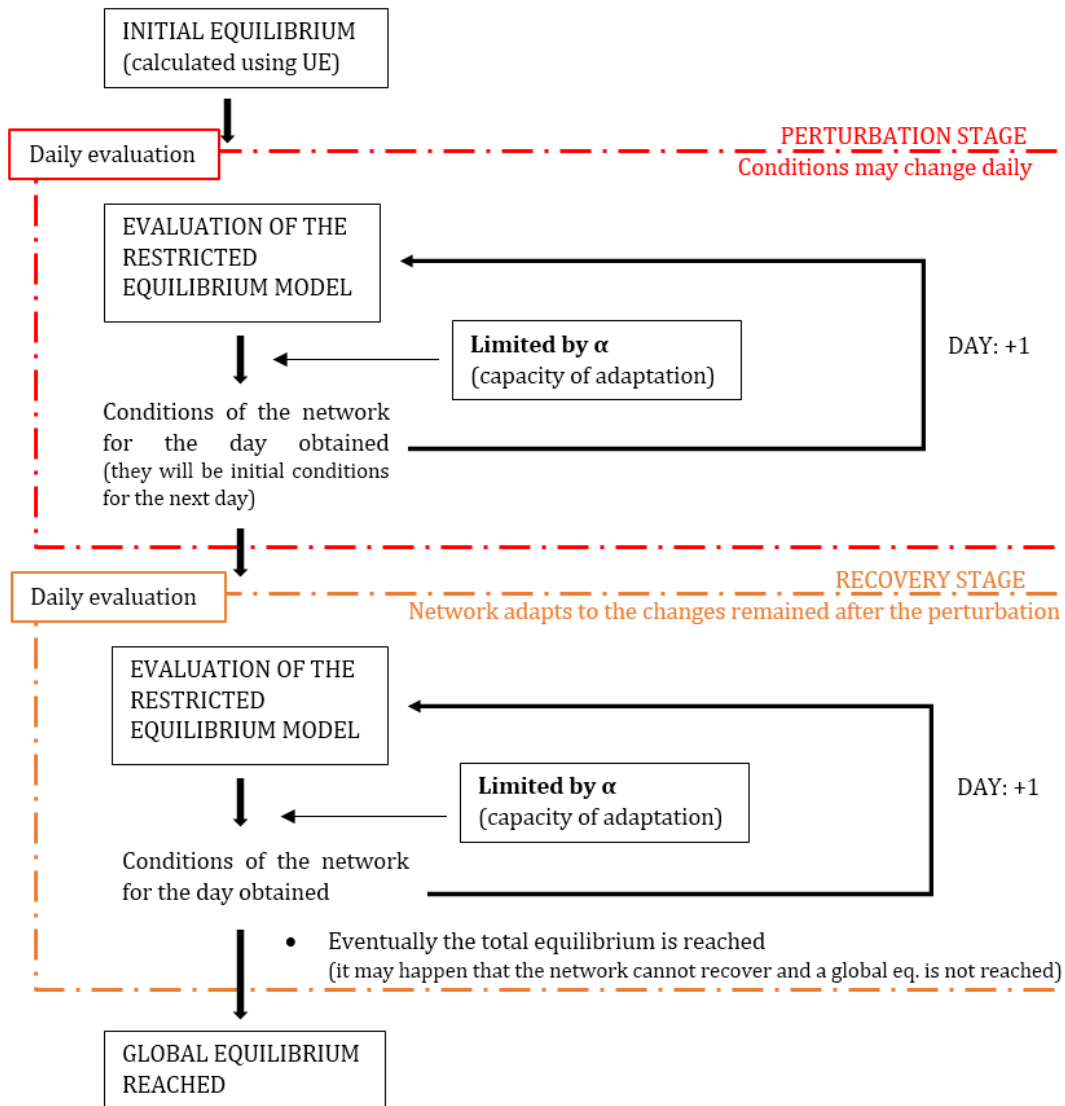 INITIAL EQUILIBRIUM
(calculated using UE)
Daily evaluation
PERTURBATION STAGE
Conditions may change daily
EVALUATION OF THE
RESTRICTED
EQUILIBRIUM MODEL
Limited by α
(capacity of adaptation)
DAY: +1
Conditions of the network
for the day obtained
(they will be initial conditions
for the next day)
RECOVERY STAGE
Daily evaluation
Network adapts to the changes remained after the perturbation
EVALUATION OF THE
RESTRICTED
EQUILIBRIUM MODEL
Limited by α
(capacity of adaptation)
DAY: +1
Conditions of the network
for the day obtained
• Eventually the total equilibrium is reached
(it may happen that the network cannot recover and a global eq. is not reached)
GLOBAL EQUILIBRIUM
REACHED